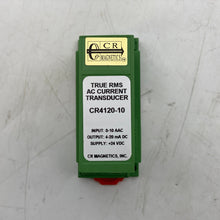 CR
MAGNETICS
TRUE RMS
AC CURRENT
TRANSDUCER
CR4120-10
INPUT: 0-10 AAC
OUTPUT: 4-20 mA DC
SUPPLY: +24 VDC
CR MAGNETICS, INC.